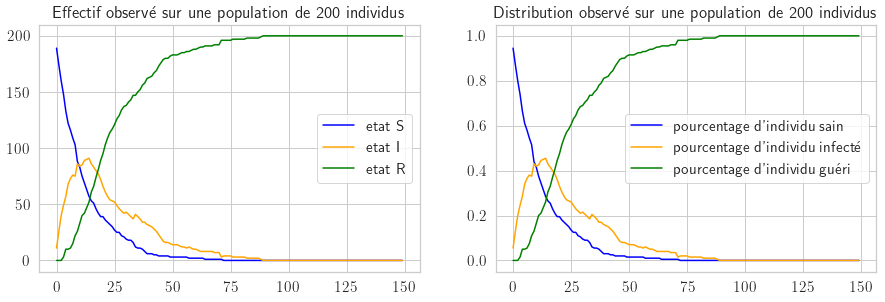 Effectif observé sur une population de 200 individus
200
150
100
50
0
etat S
etat I
etat R
0 25 50 75 100 125 150
Distribution observé sur une population de 200 individus
1.0
0.8
0.6
0.4
0.2
0.0
pourcentage d'individu sain
pourcentage d'individu infecté
pourcentage d'individu guéri
0 25 50 75 100 125 150